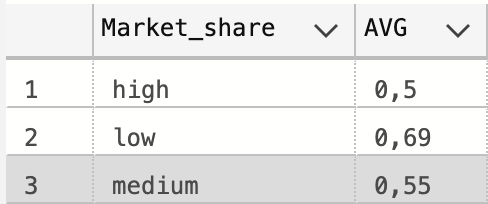 Market_share AVG
1 high 0,5
2 low 0,69
3 medium 0,55